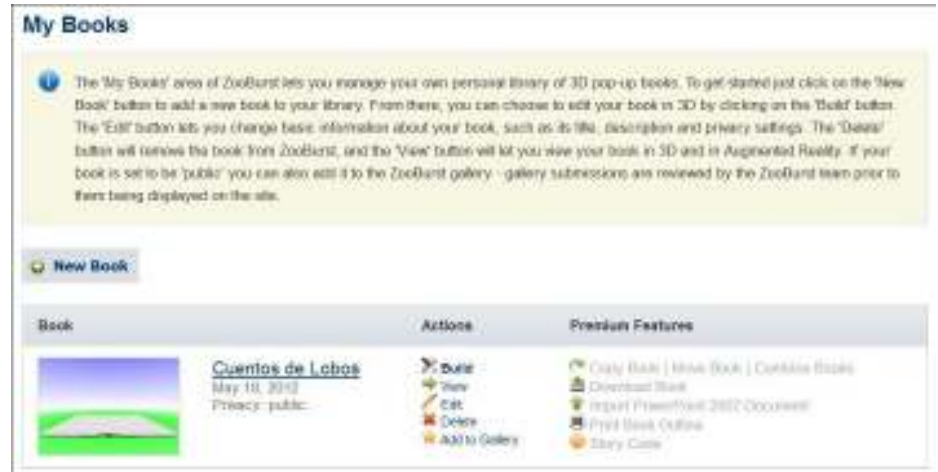 My Books
The 'My Books' area of ZooBurst lets you manage your own personal library of 3D pop-up books. To get started just click on the 'New
Book' button to add a new book to your library. From there, you can choose to edit your book in 3D by clicking on the 'Build' button.
The 'Edit' button lets you change basic information about your book, such as its title, description and privacy settings. The 'Delete'
button will remove the book from ZooBurst, and the 'View' button will let you view your book in 3D and in Augmented Reality. If your
book is set to be 'public' you can also add it to the ZooBurst gallery - gallery submissions are reviewed by the ZooBurst team prior to
them being displayed on the site.
New Book
Book Actions Premium Features
Cuentos de Lobos
May 18, 2012
Privacy: public
Build
View
Edit
Delete
Add to Gallery
Copy Book | Move Book | Combine Books
Download Book
Import PowerPoint 2007 Document
Print Book Outline
Story Code